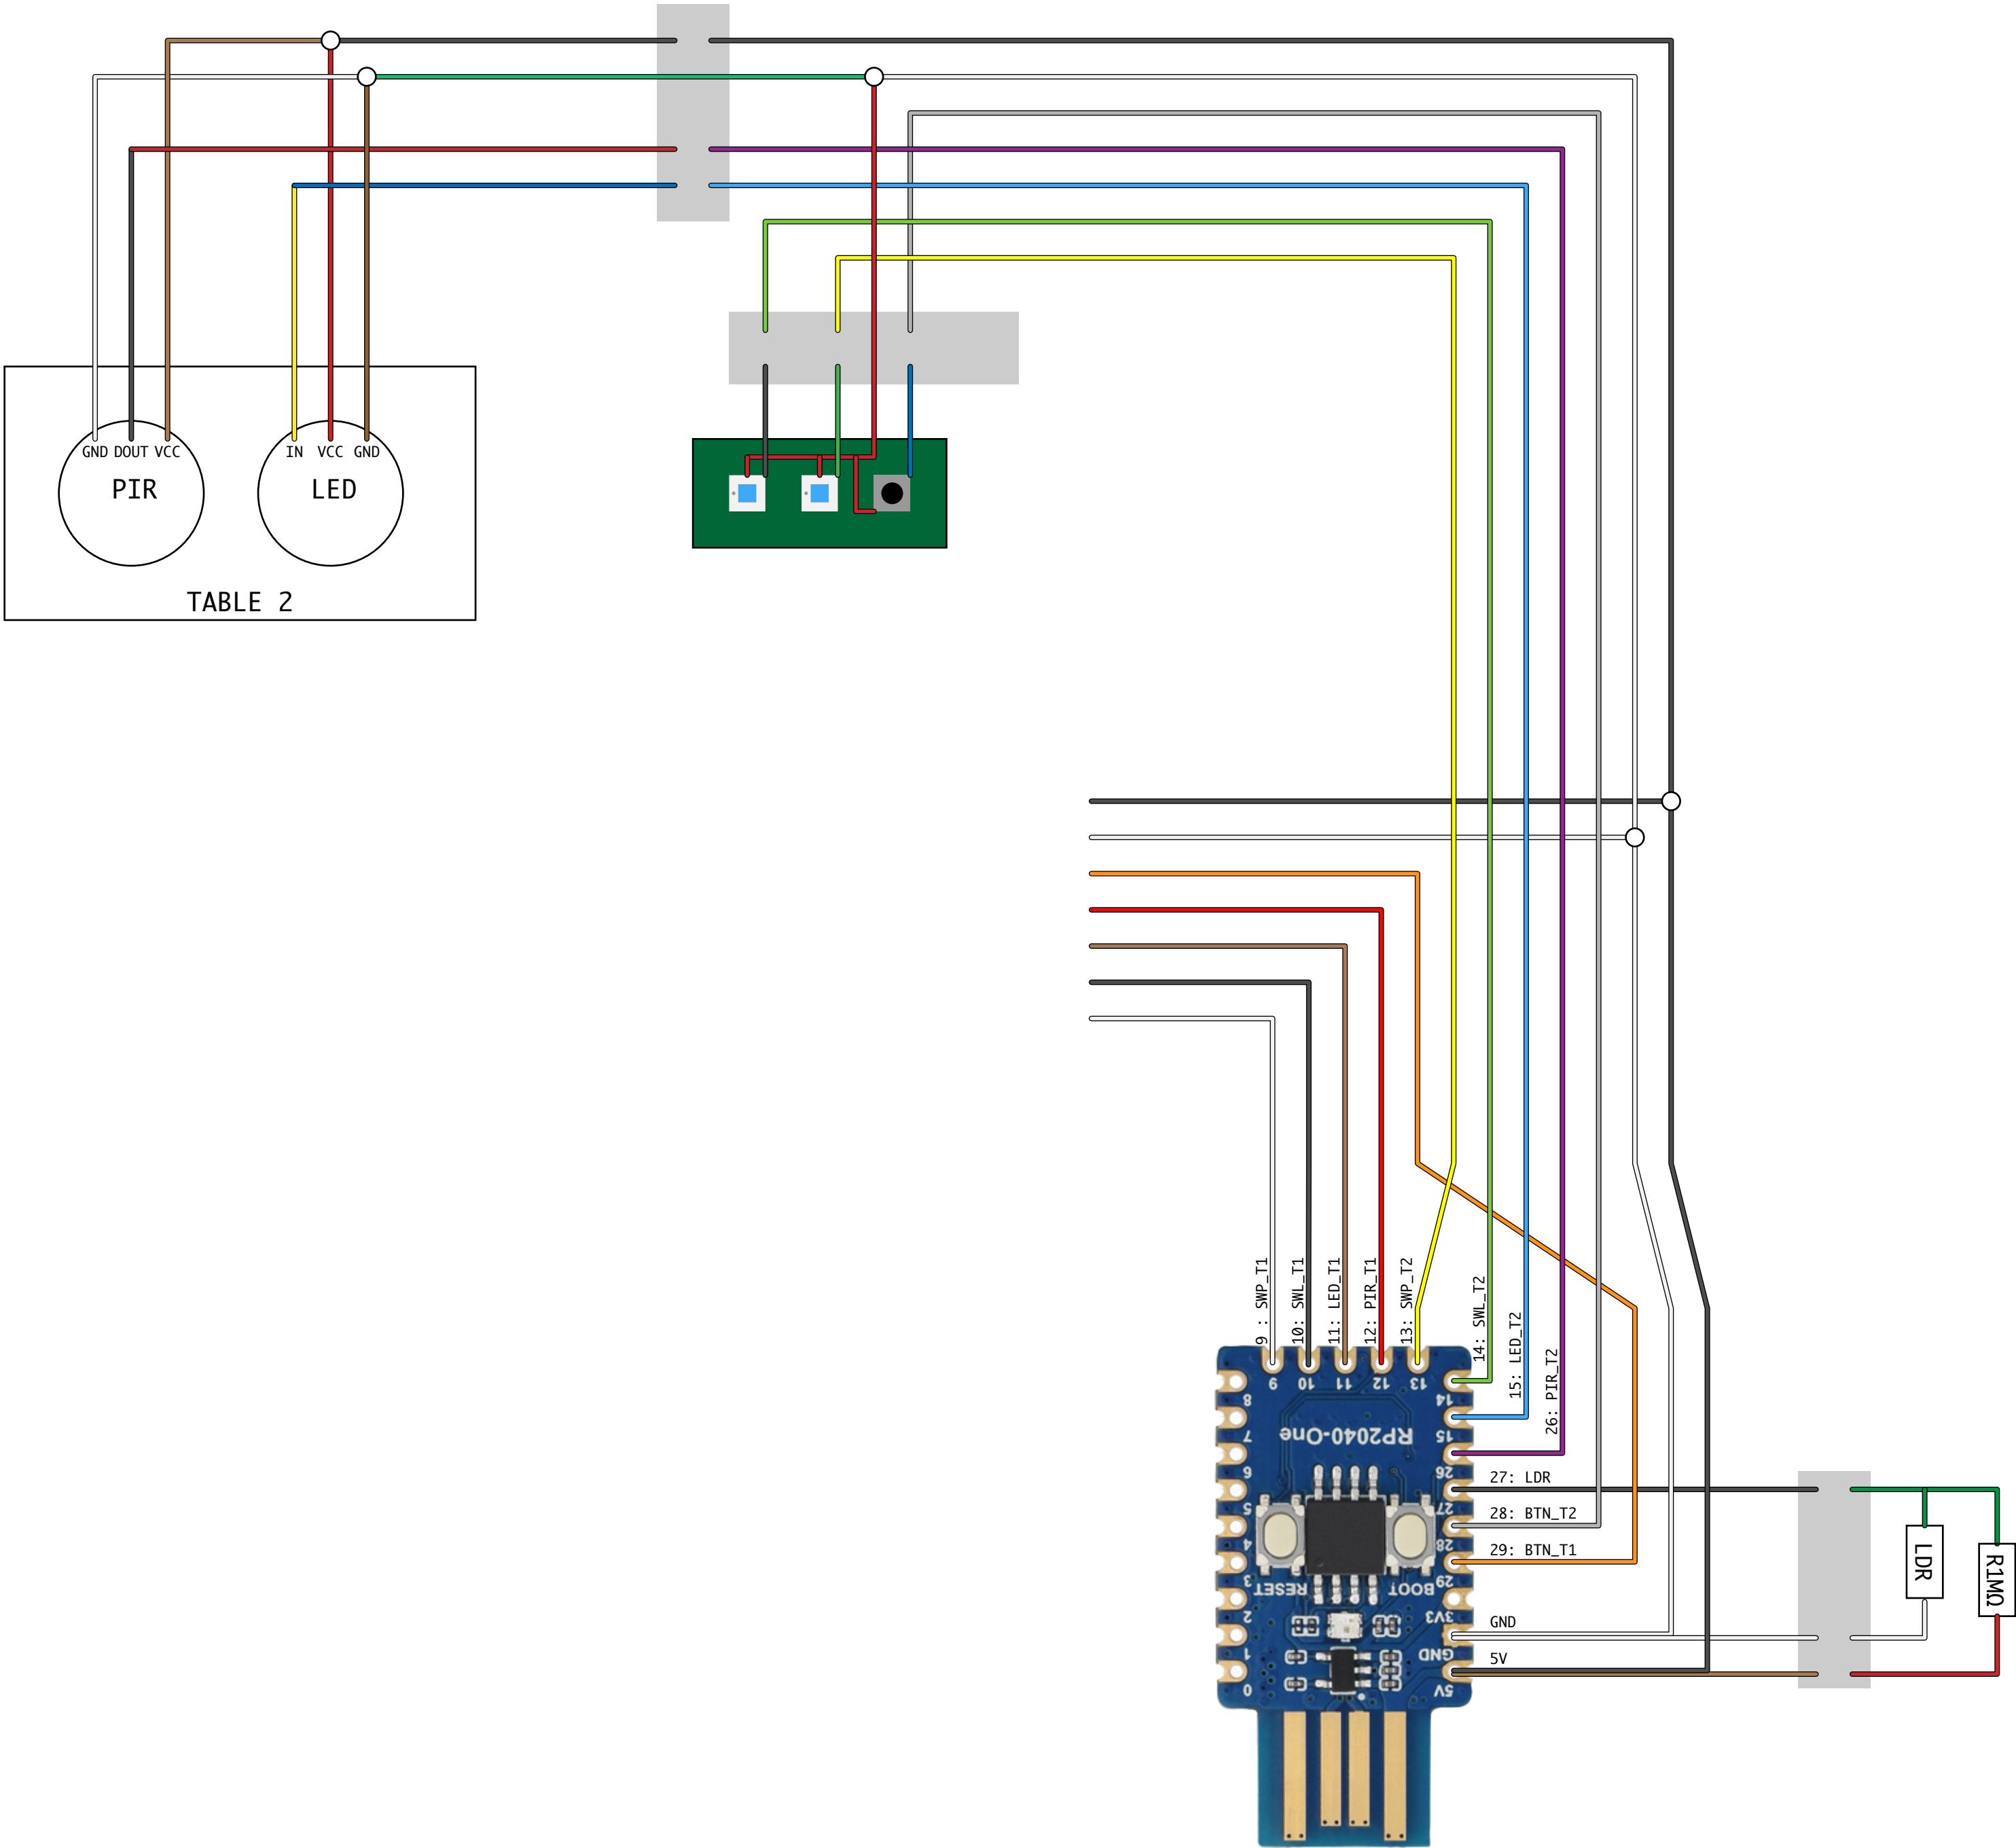 GND DOUT VCC
PIR
IN VCC GND
LED
TABLE 2
9 : SWP_T1
10: SWL_T1
11: LED_T1
12: PIR_T1
13: SWP_T2
14: SWL_T2
15: LED_T2
26: PIR_T2
27: LDR
28: BTN_T2
29: BTN_T1
GND
5V
9 10 11 12 13
8
7
6
5
4
3
2
1
0
14
15
26
27
28
29
3V3
GND
5V
RP2040-One
RESET
BOOT
LDR
R1MΩ